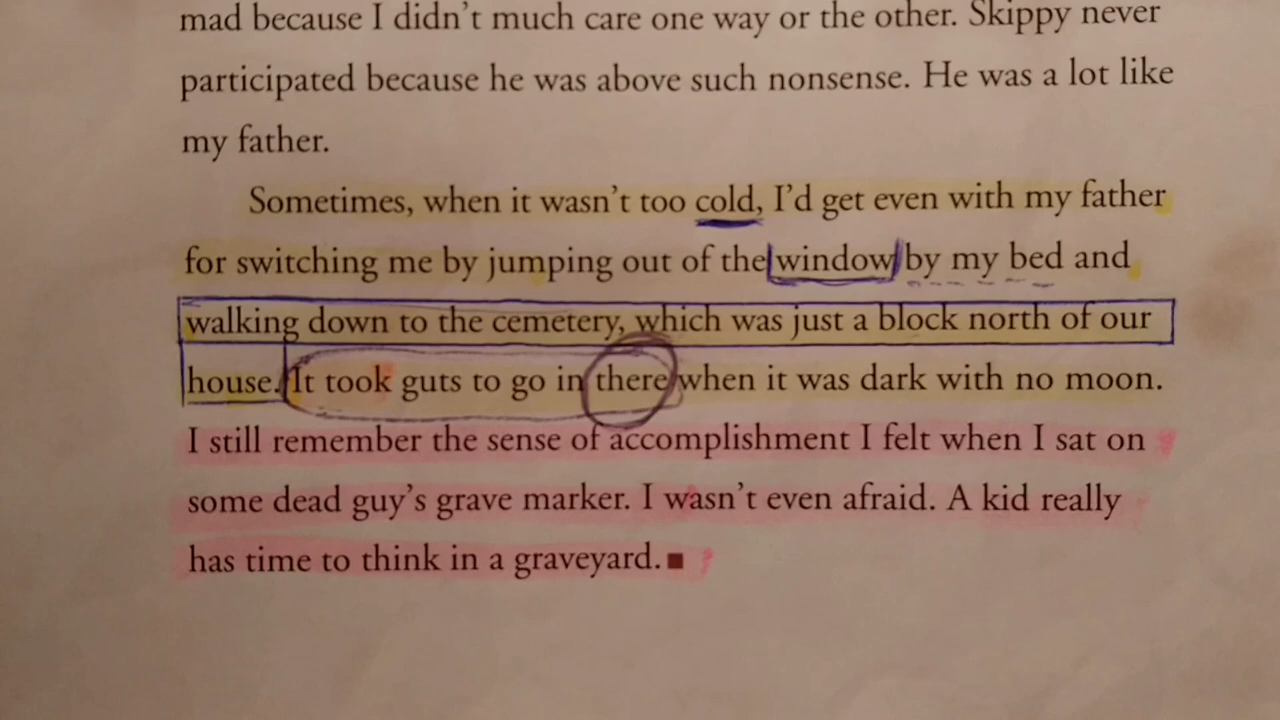 mad because I didn’t much care one way or the other. Skippy never
participated because he was above such nonsense. He was a lot like
my father.
Sometimes, when it wasn’t too cold, I’d get even with my father
for switching me by jumping out of the window by my bed and
walking down to the cemetery, which was just a block north of our
house. It took guts to go in there when it was dark with no moon.
I still remember the sense of accomplishment I felt when I sat on
some dead guy’s grave marker. I wasn’t even afraid. A kid really
has time to think in a graveyard.